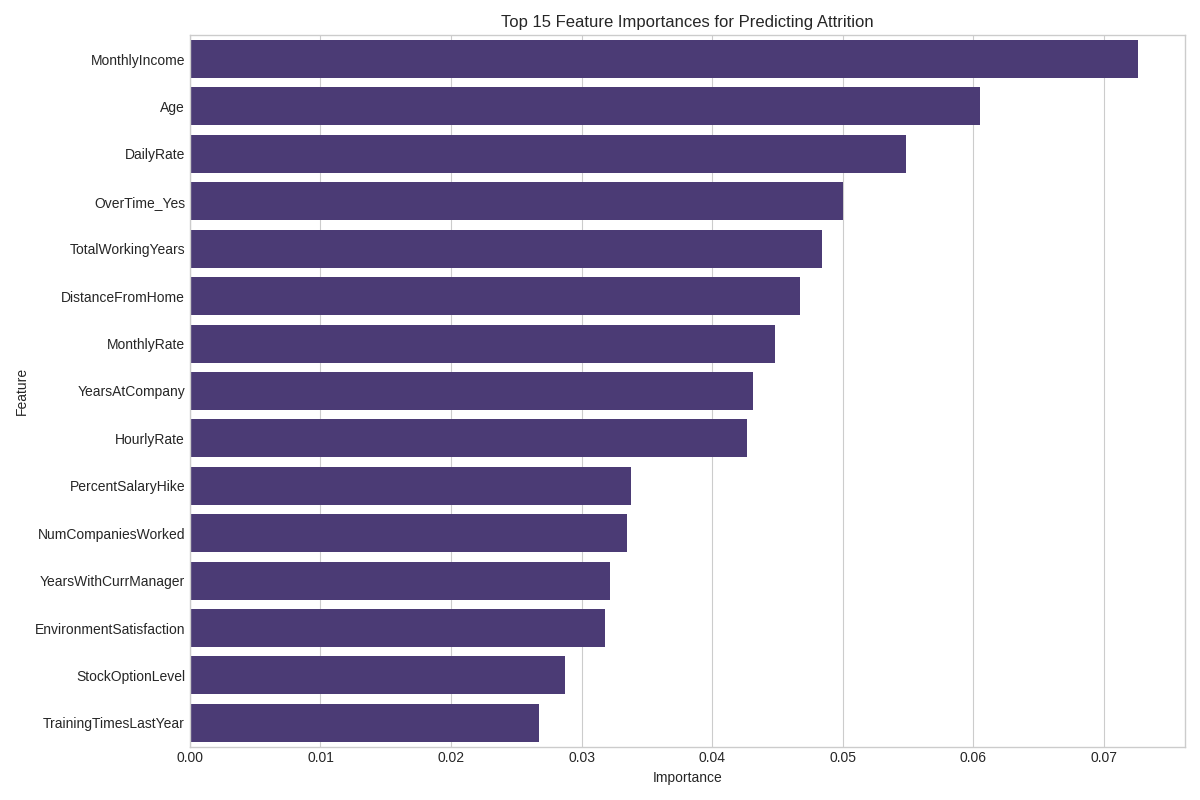 Top 15 Feature Importances for Predicting Attrition
MonthlyIncome
Age
DailyRate
OverTime_Yes
TotalWorkingYears
DistanceFromHome
MonthlyRate
YearsAtCompany
HourlyRate
PercentSalaryHike
NumCompaniesWorked
YearsWithCurrManager
EnvironmentSatisfaction
StockOptionLevel
TrainingTimesLastYear
Feature
0.00 0.01 0.02 0.03 0.04 0.05 0.06 0.07
Importance